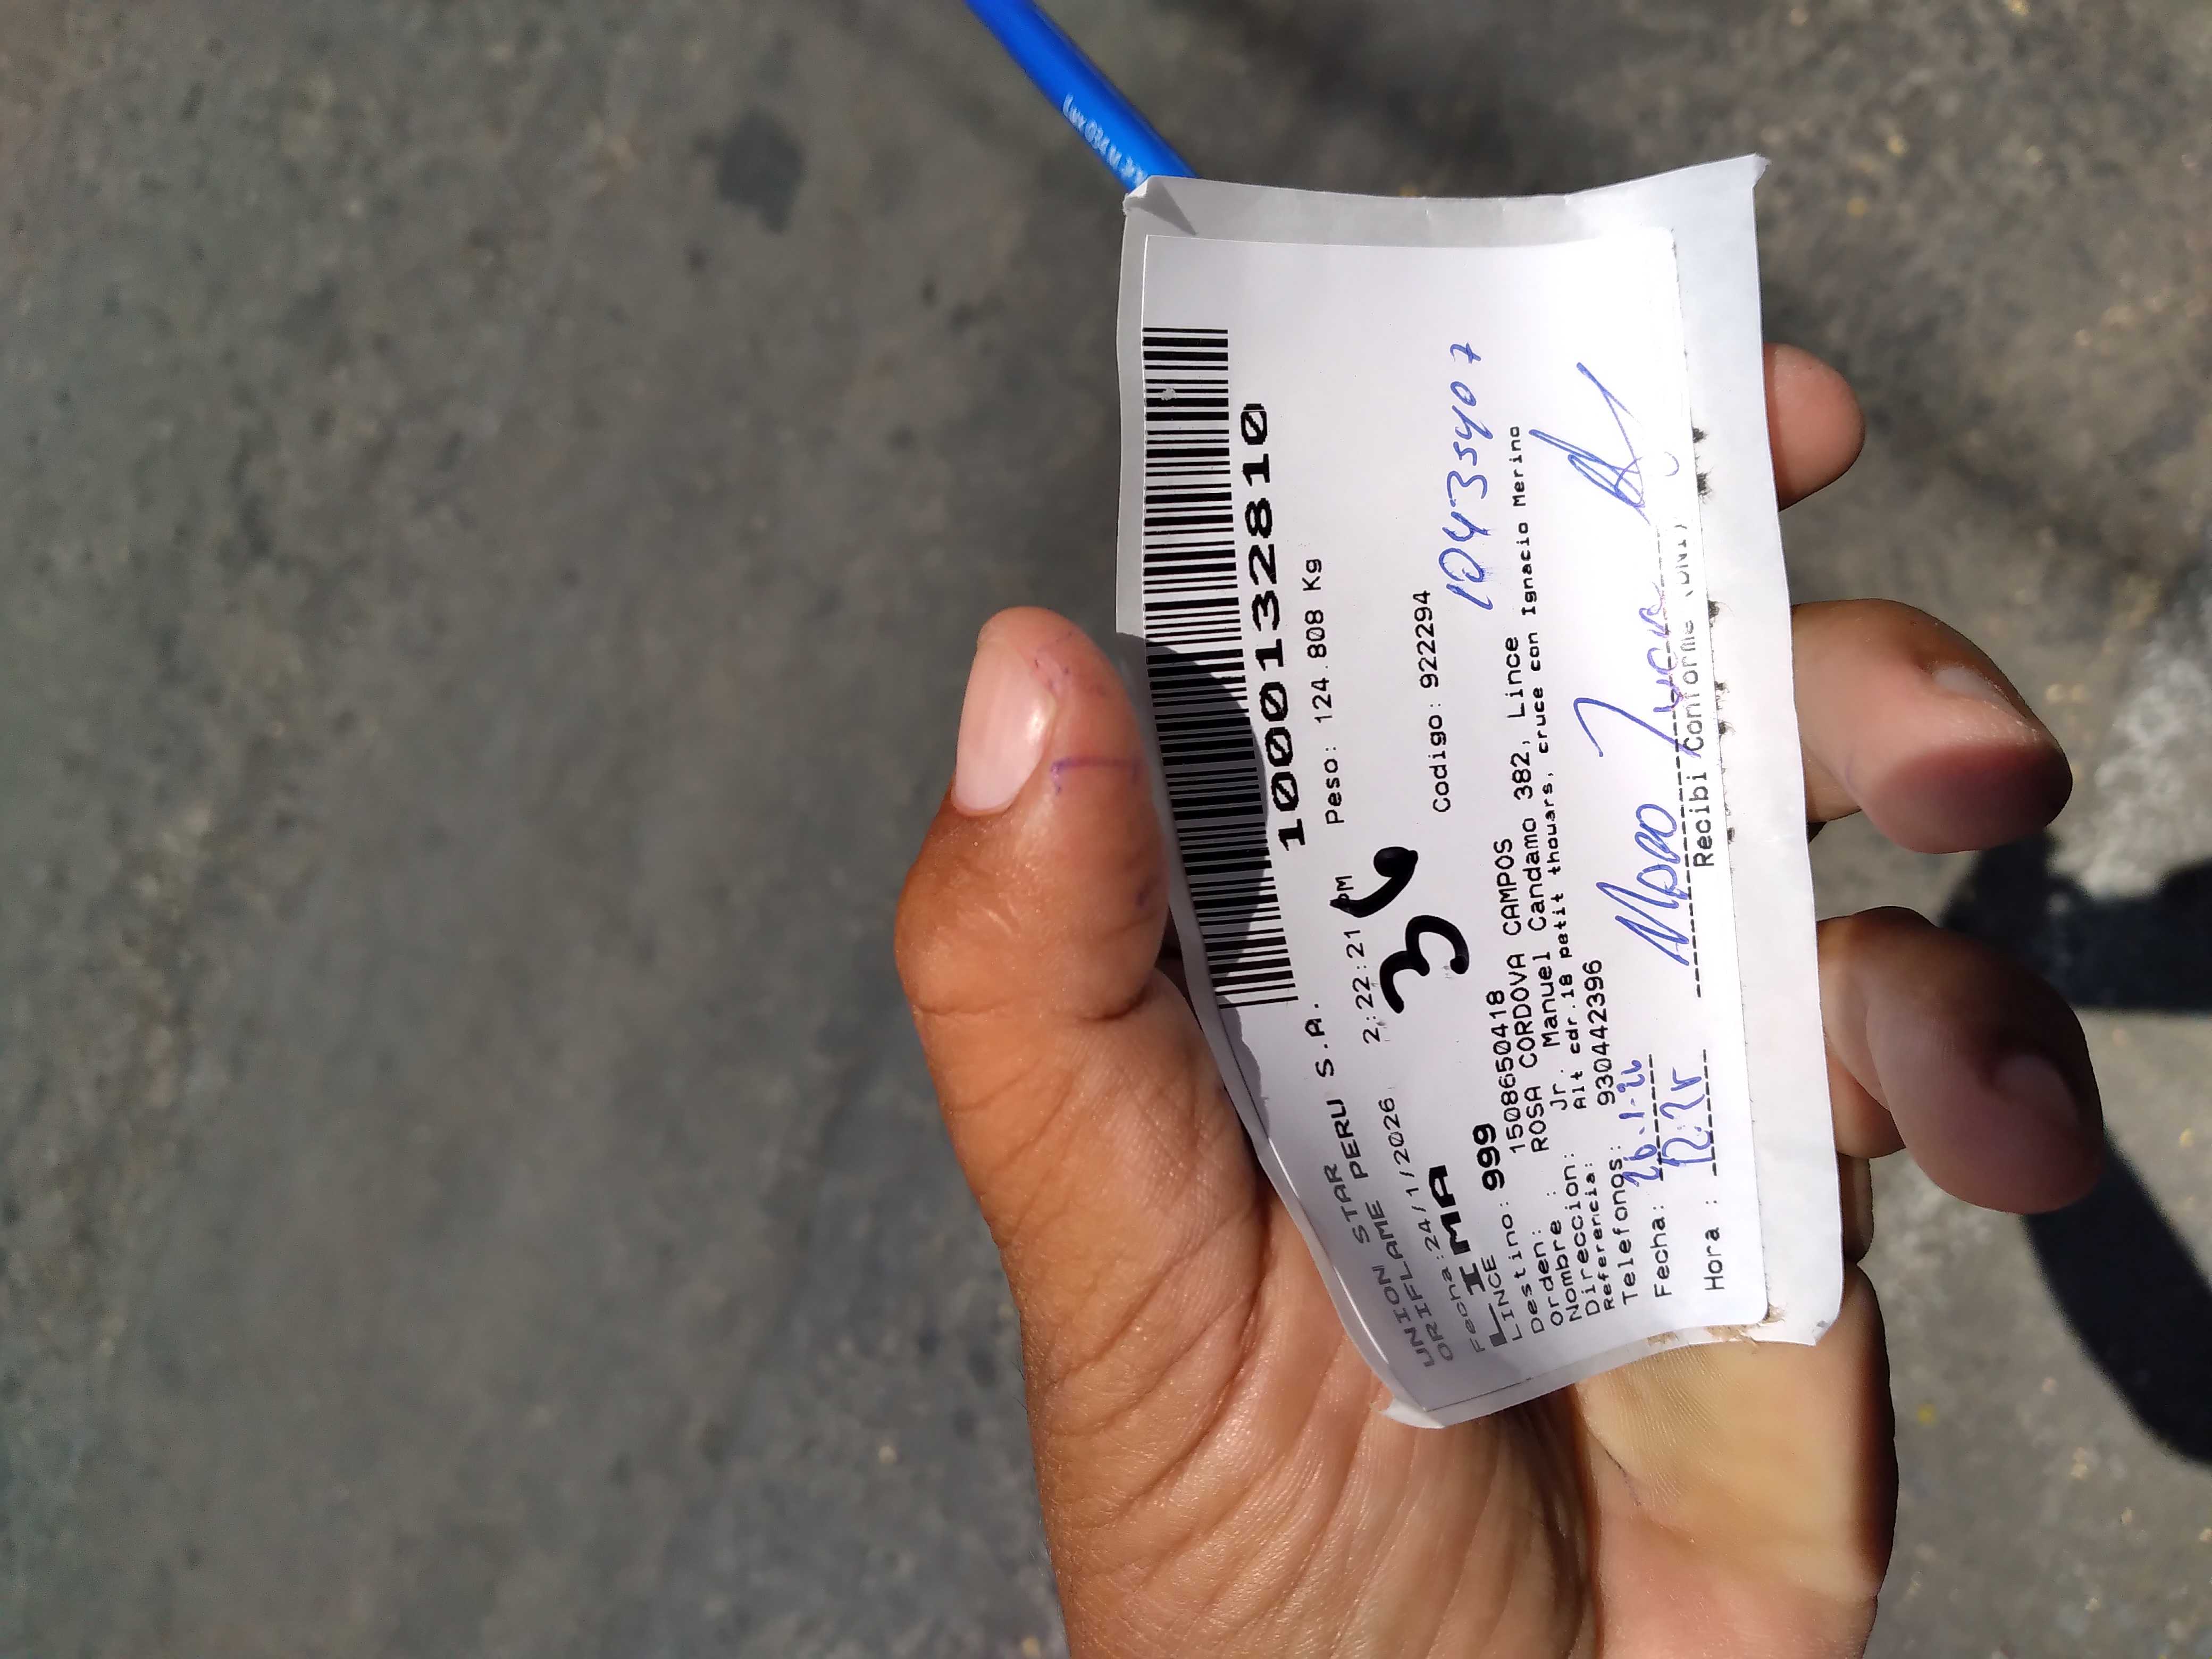 1000132810
UNION STAR
ORIFLAME PERU S.A.
Fecha:24/1/2026 2:22:21 PM Peso: 124.808 Kg
LIMA
36
LINCE
Destino: 999 Codigo: 922294
10435407
Orden: 1508650418
Nombre : ROSA CORDOVA CAMPOS
Direccion: Jr. Manuel Candamo 382, Lince
Referencia: Alt cdr.18 petit thouars, cruce con Ignacio Merino
Telefonos: 930442396
Fecha: 26.1.26
Hora : 12:25
Recibi Conforme (DNI)